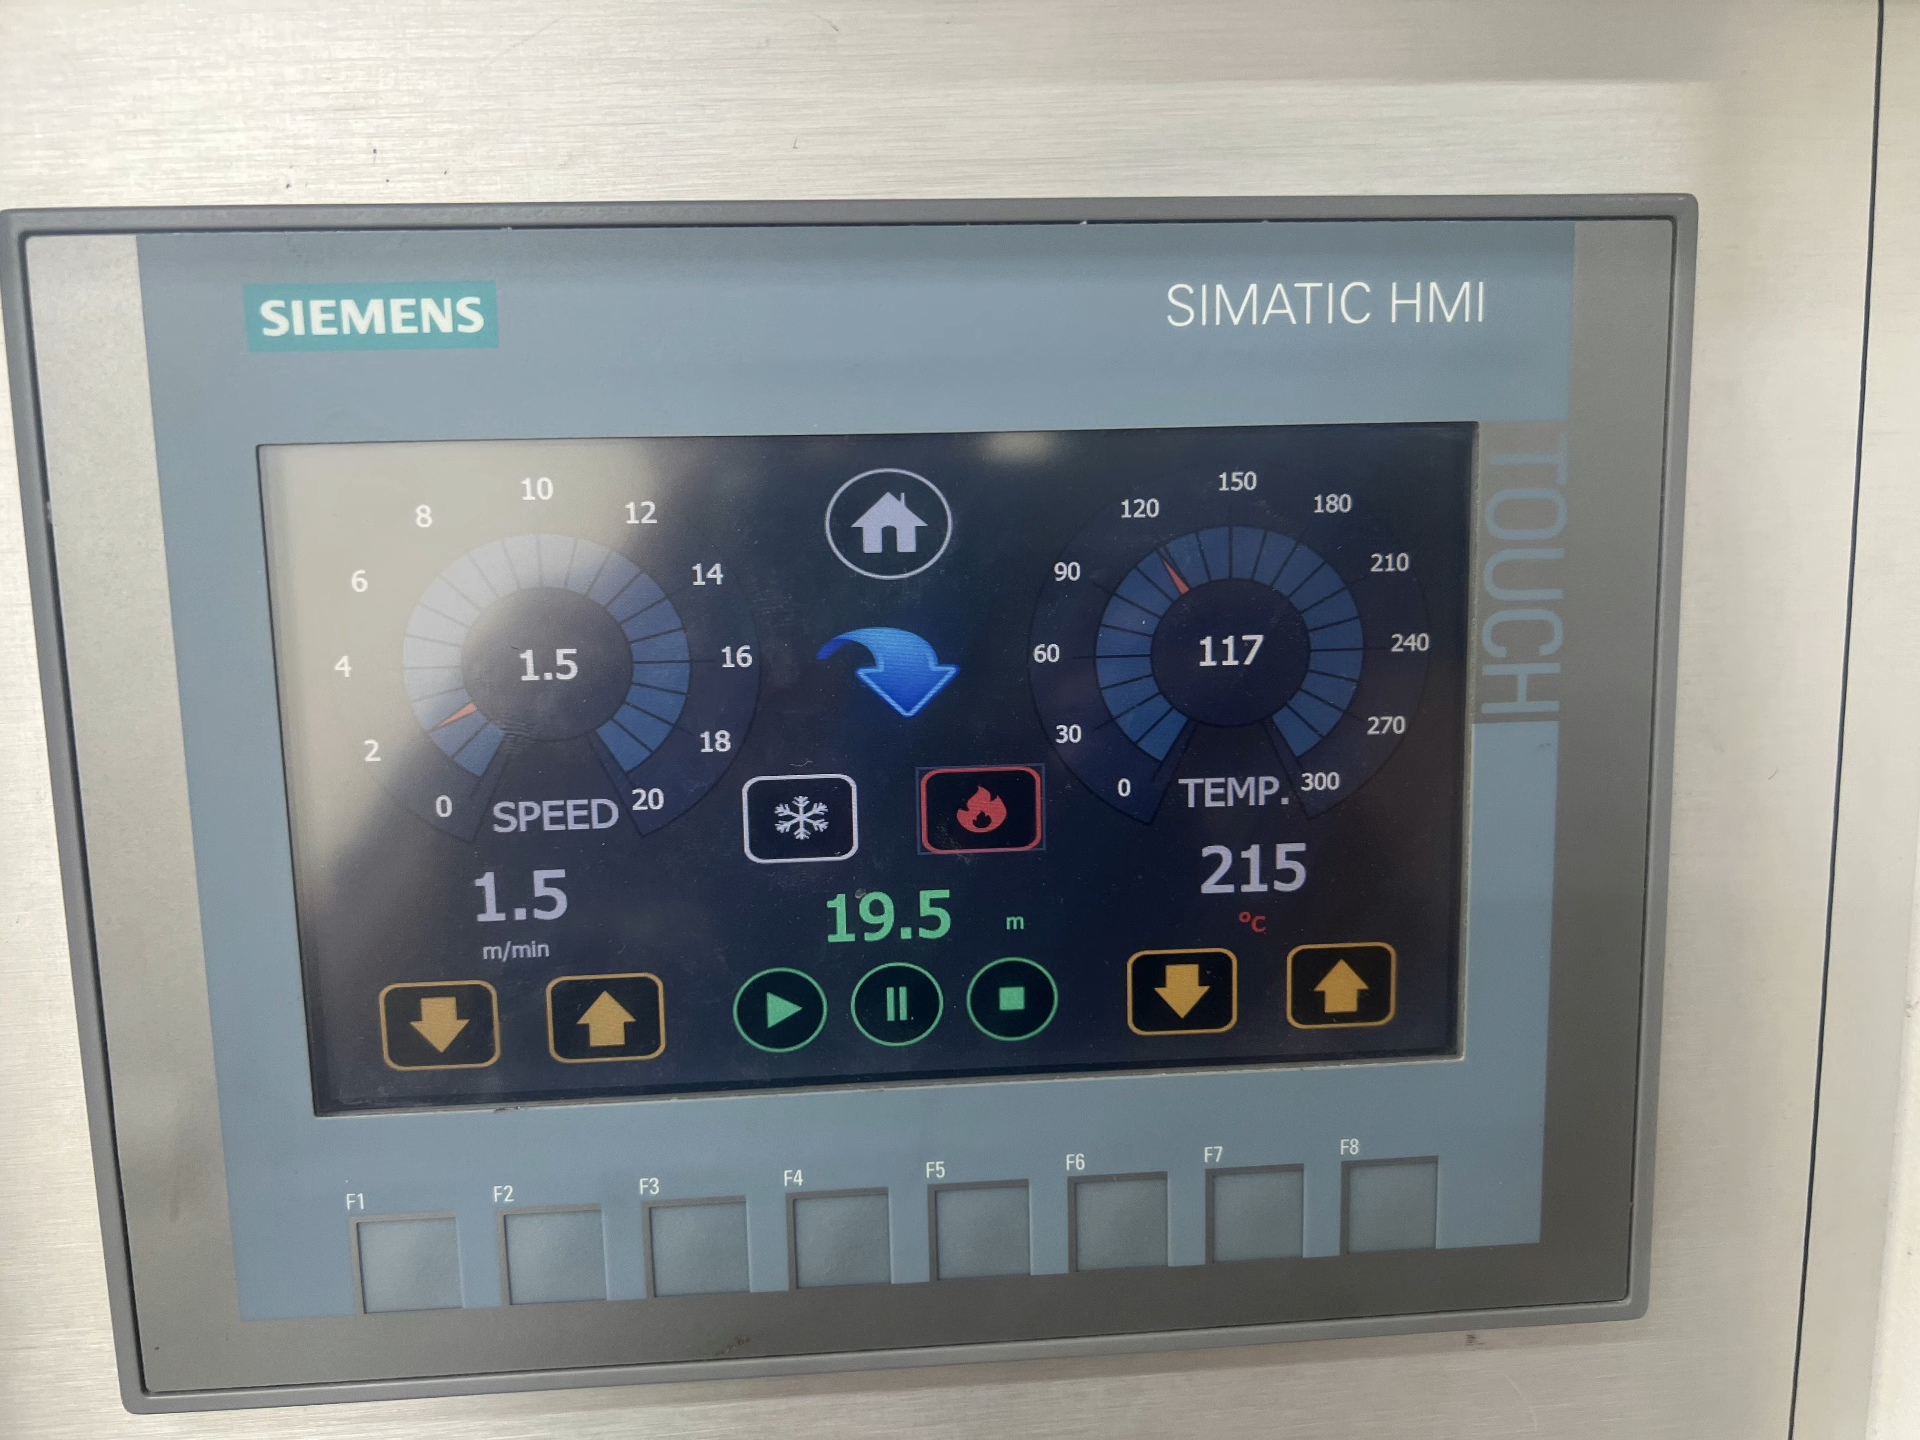 SIEMENS
SIMATIC HMI
TOUCH
0 2 4 6 8 10 12 14 16 18 20
1.5
SPEED
1.5
m/min
19.5 m
0 30 60 90 120 150 180 210 240 270 300
117
TEMP.
215
°C
F1 F2 F3 F4 F5 F6 F7 F8